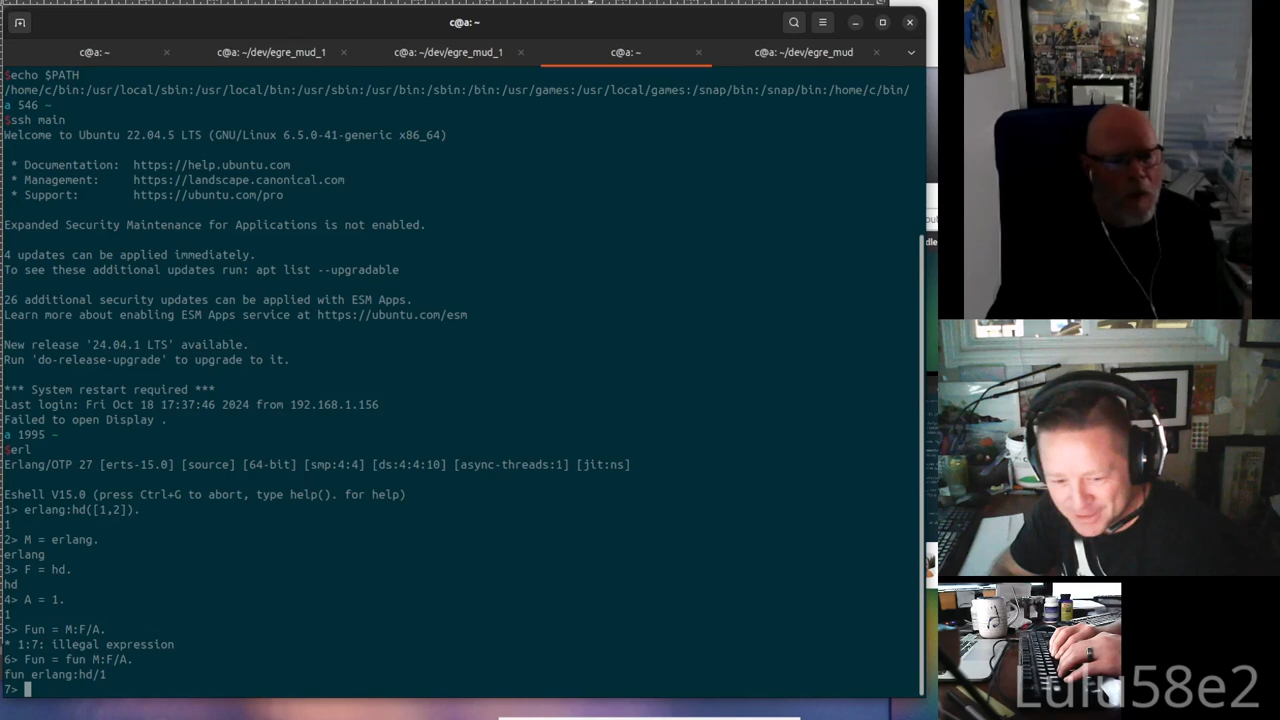 c@a: ~
c@a: ~
c@a: ~/dev/egre_mud_1
c@a: ~/dev/egre_mud_1
c@a: ~
c@a: ~/dev/egre_mud
$echo $PATH
/home/c/bin:/usr/local/sbin:/usr/local/bin:/usr/sbin:/usr/bin:/sbin:/bin:/usr/games:/usr/local/games:/snap/bin:/snap/bin:/home/c/bin/
a 546 ~
$ssh main
Welcome to Ubuntu 22.04.5 LTS (GNU/Linux 6.5.0-41-generic x86_64)
* Documentation:  https://help.ubuntu.com
* Management:     https://landscape.canonical.com
* Support:        https://ubuntu.com/pro
Expanded Security Maintenance for Applications is not enabled.
4 updates can be applied immediately.
To see these additional updates run: apt list --upgradable
26 additional security updates can be applied with ESM Apps.
Learn more about enabling ESM Apps service at https://ubuntu.com/esm
New release '24.04.1 LTS' available.
Run 'do-release-upgrade' to upgrade to it.
*** System restart required ***
Last login: Fri Oct 18 17:37:46 2024 from 192.168.1.156
Failed to open Display .
a 1995 ~
$erl
Erlang/OTP 27 [erts-15.0] [source] [64-bit] [smp:4:4] [ds:4:4:10] [async-threads:1] [jit:ns]
Eshell V15.0 (press Ctrl+G to abort, type help(). for help)
1> erlang:hd([1,2]).
1
2> M = erlang.
erlang
3> F = hd.
hd
4> A = 1.
1
5> Fun = M:F/A.
* 1:7: illegal expression
6> Fun = fun M:F/A.
fun erlang:hd/1
7>
Lulu58e2